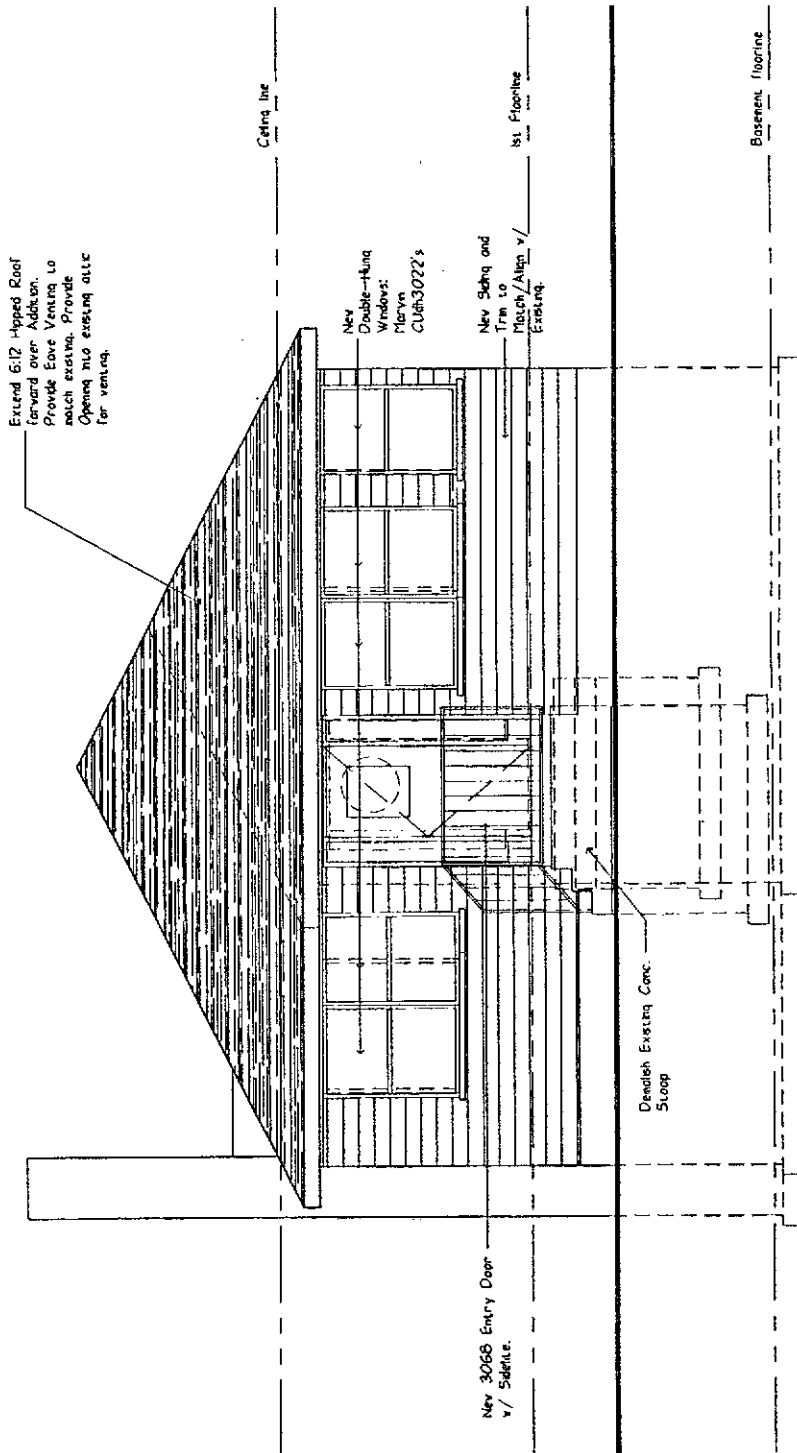 Extend 6:12 Hipped Roof
forward over Addition.
Provide Eave Venting to
match existing. Provide
Opening into existing attic
for venting.
Ceiling line
New
Double-Hung
Windows:
Marvin
CUdh3022's
1st Floorline
New Siding and
Trim to
Match/Align w/
Existing.
Basement Floorline
New 3068 Entry Door
w/ Sidelite.
Demolish Existing Conc.
Stoop